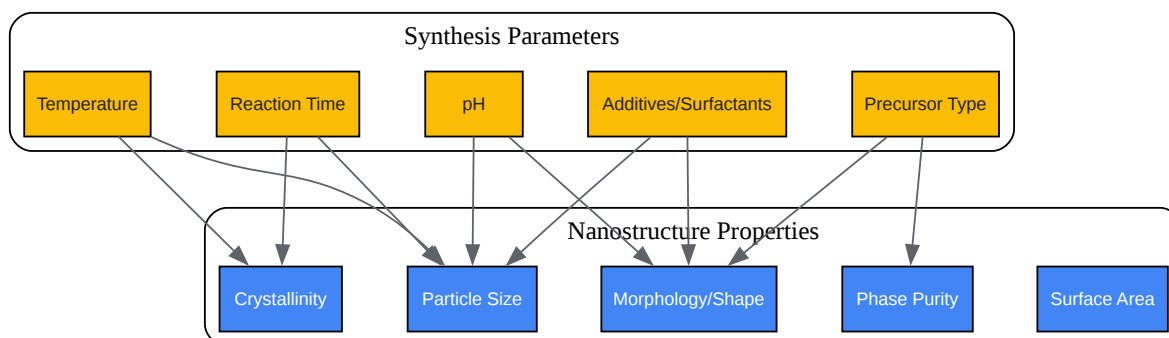 Synthesis Parameters
Temperature
Reaction Time
pH
Additives/Surfactants
Precursor Type
Nanostructure Properties
Crystallinity
Particle Size
Morphology/Shape
Phase Purity
Surface Area